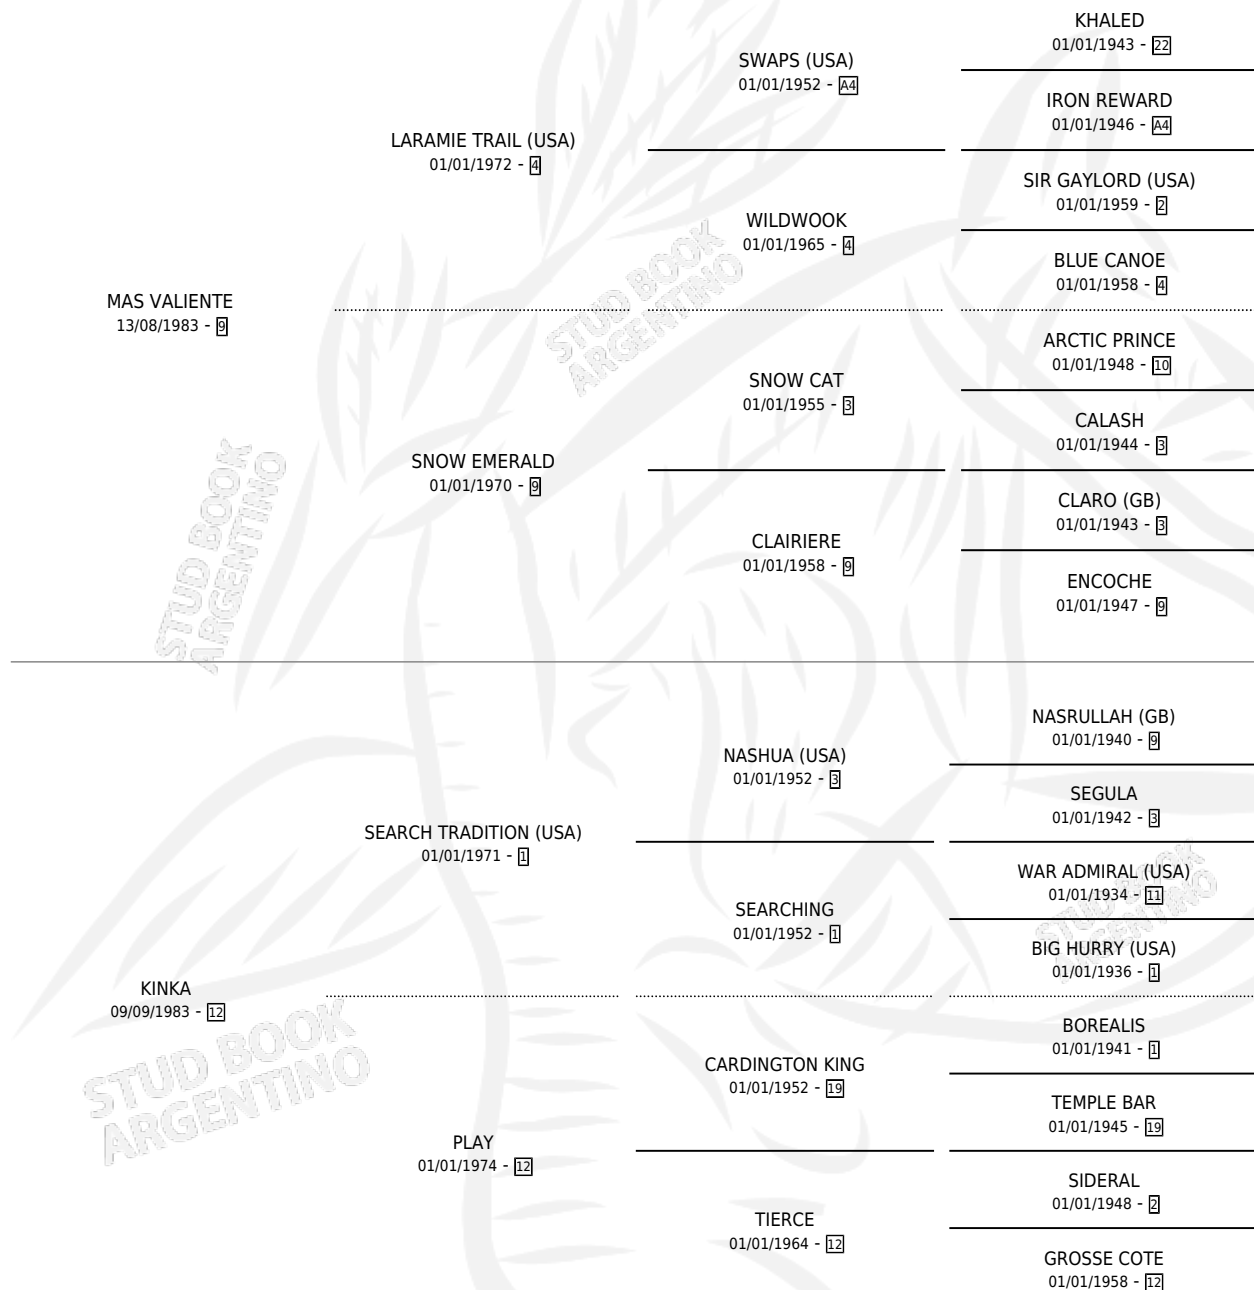 KHALED
01/01/1943 - 22
SWAPS (USA)
01/01/1952 - A4
IRON REWARD
01/01/1946 - A4
LARAMIE TRAIL (USA)
01/01/1972 - 4
SIR GAYLORD (USA)
01/01/1959 - 2
WILDWOOK
01/01/1965 - 4
BLUE CANOE
01/01/1958 - 4
MAS VALIENTE
13/08/1983 - 9
STUD BOOK
ARGENTINO
ARCTIC PRINCE
01/01/1948 - 10
SNOW CAT
01/01/1955 - 3
CALASH
01/01/1944 - 3
SNOW EMERALD
01/01/1970 - 9
CLARO (GB)
01/01/1943 - 3
CLAIRIERE
01/01/1958 - 9
ENCOCHE
01/01/1947 - 9
STUD BOOK
ARGENTINO
NASRULLAH (GB)
01/01/1940 - 9
NASHUA (USA)
01/01/1952 - 3
SEGULA
01/01/1942 - 3
SEARCH TRADITION (USA)
01/01/1971 - 1
WAR ADMIRAL (USA)
01/01/1934 - 11
SEARCHING
01/01/1952 - 1
BIG HURRY (USA)
01/01/1936 - 1
STUD BOOK
ARGENTINO
KINKA
09/09/1983 - 12
BOREALIS
01/01/1941 - 1
CARDINGTON KING
01/01/1952 - 19
TEMPLE BAR
01/01/1945 - 19
STUD BOOK
ARGENTINO
PLAY
01/01/1974 - 12
SIDERAL
01/01/1948 - 2
TIERCE
01/01/1964 - 12
GROSSE COTE
01/01/1958 - 12